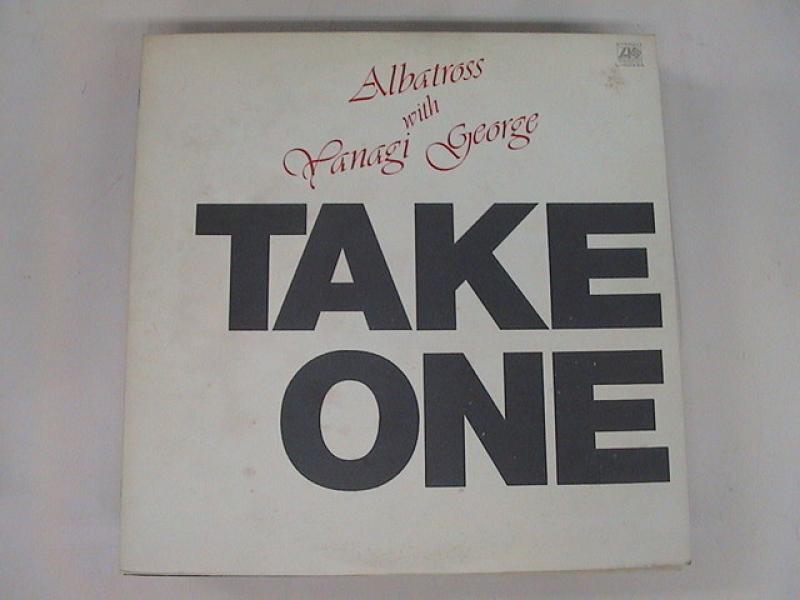 Albatross
with
Yanagi George
TAKE
ONE